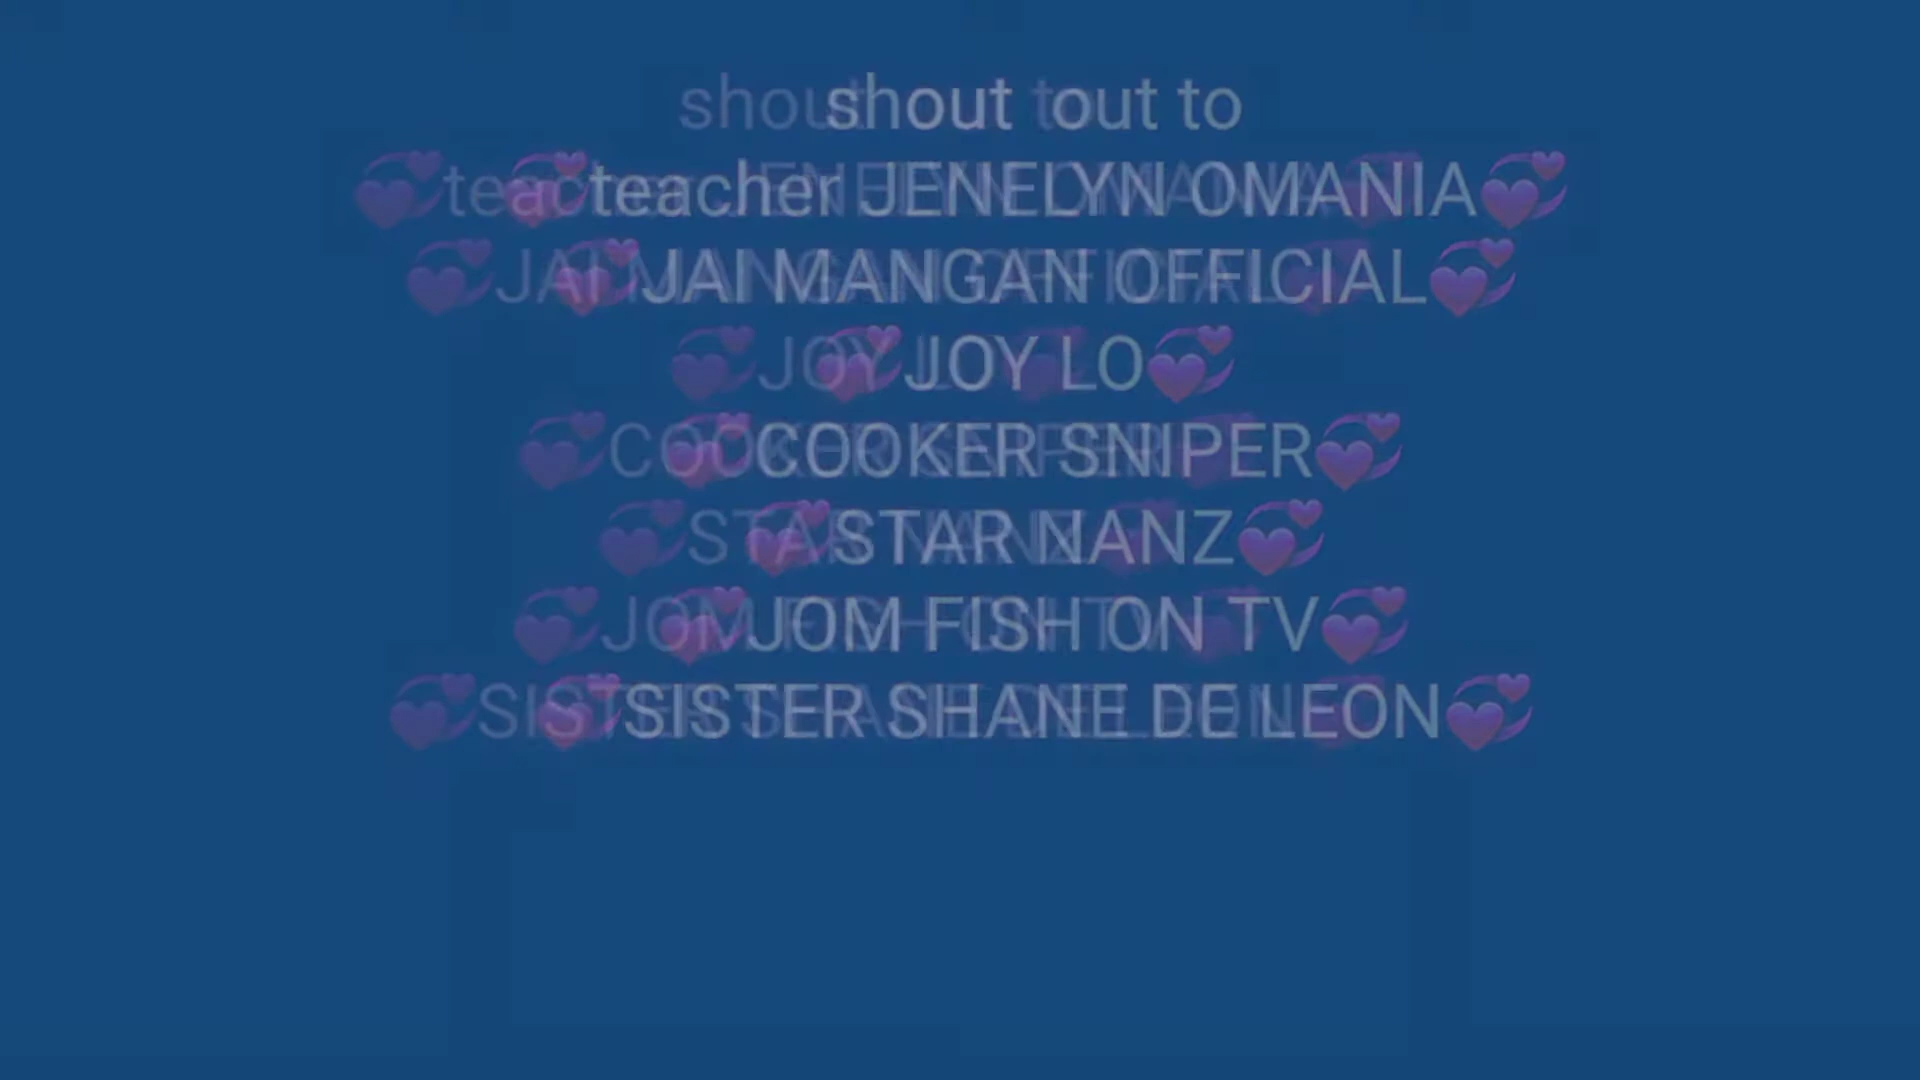 shout out to
💞teacher JENELYN OMANIA💞
💞JAI MANGAN OFFICIAL💞
💞JOY LO💞
💞COOKER SNIPER💞
💞STAR NANZ💞
💞JOM FISH ON TV💞
💞SISTER SHANE DE LEON💞